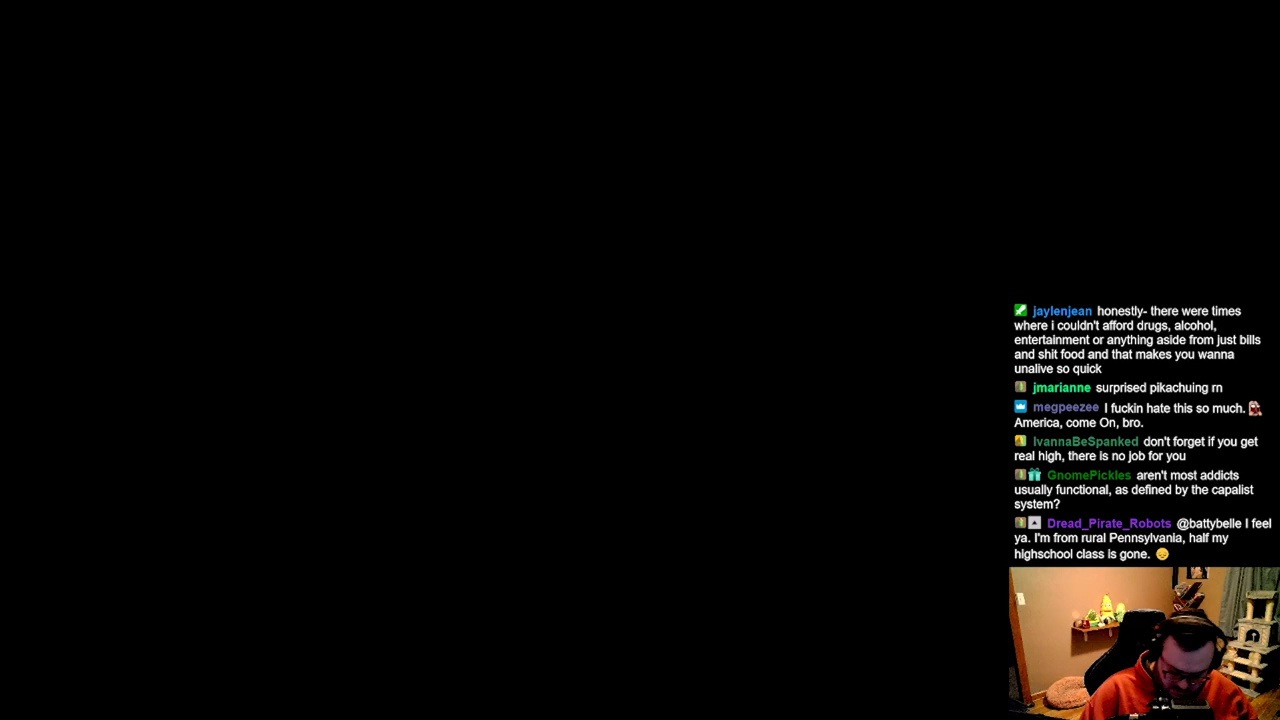 jaylenjean honestly- there were times
where i couldn't afford drugs, alcohol,
entertainment or anything aside from just bills
and shit food and that makes you wanna
unalive so quick
jmarianne surprised pikachuing rn
megpeezee I fuckin hate this so much.
America, come On, bro.
IvannaBeSpanked don't forget if you get
real high, there is no job for you
GnomePickles aren't most addicts
usually functional, as defined by the capalist
system?
Dread_Pirate_Robots @battybelle I feel
ya. I'm from rural Pennsylvania, half my
highschool class is gone.